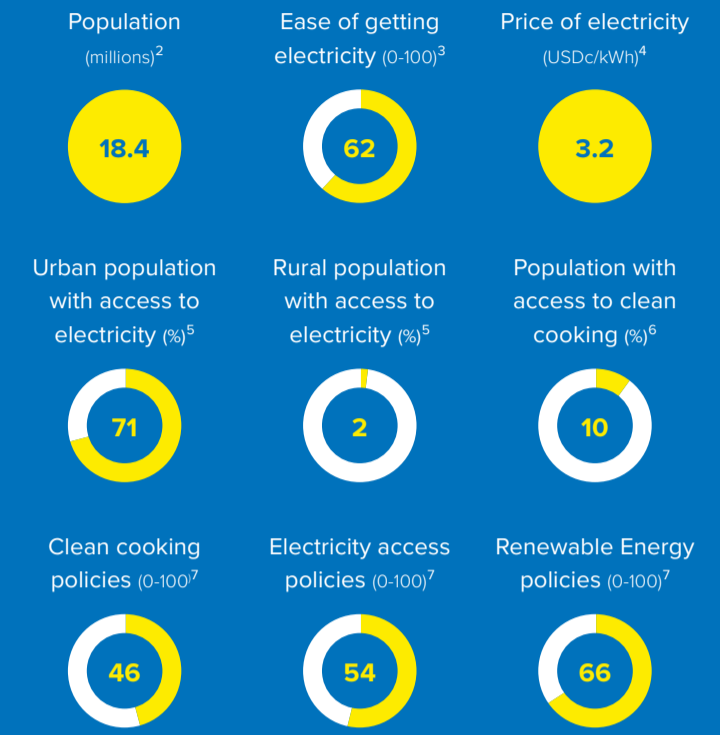 Population
(millions)2
18.4
Ease of getting
electricity (0-100)3
62
Price of electricity
(USDc/kWh)4
3.2
Urban population
with access to
electricity (%)5
71
Rural population
with access to
electricity (%)5
2
Population with
access to clean
cooking (%)6
10
Clean cooking
policies (0-100)7
46
Electricity access
policies (0-100)7
54
Renewable Energy
policies (0-100)7
66